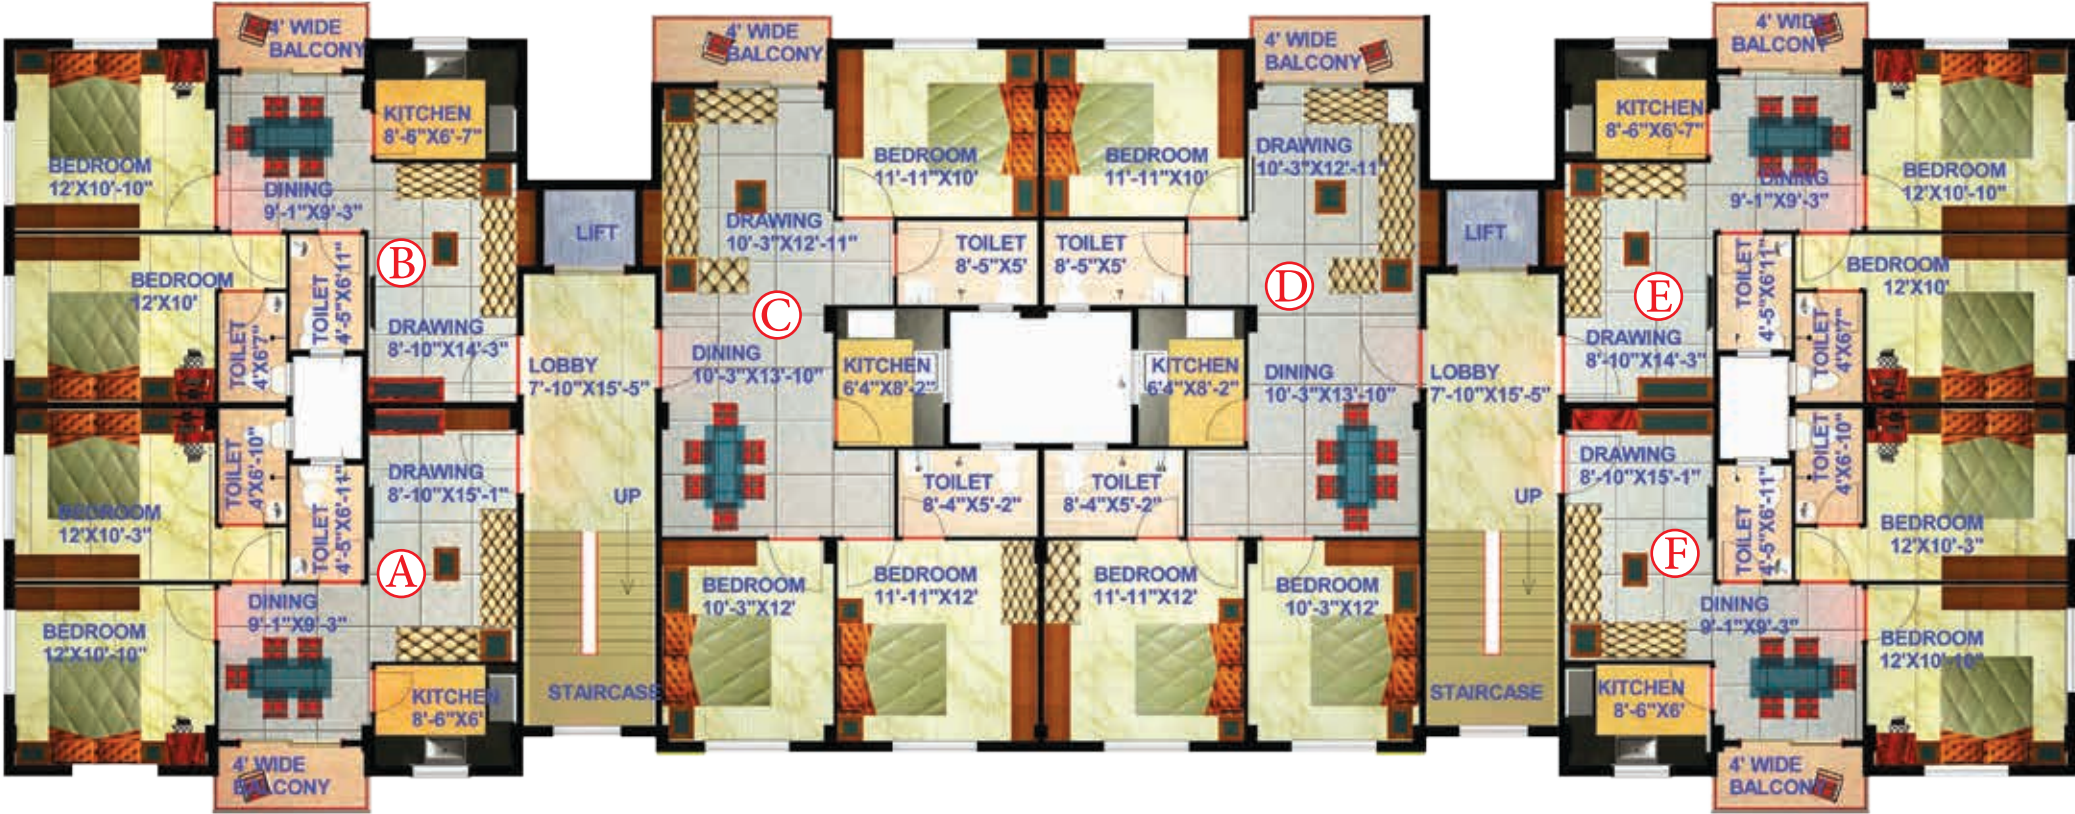 4' WIDE
BALCONY
KITCHEN
8'-6"X6'-7"
BEDROOM
12'X10'-10"
DINING
9'-1"X9'-3"
BEDROOM
12'X10'
TOILET
4'-5"X6'11"
TOILET
4'X6'7"
B
DRAWING
8'-10"X14'-3"
TOILET
4'X6'-10"
TOILET
4'-5"X6'-11"
DRAWING
8'-10"X15'-1"
BEDROOM
12'X10'-3"
A
DINING
9'-1"X9'-3"
BEDROOM
12'X10'-10"
KITCHEN
8'-6"X6'
4' WIDE
BALCONY
LIFT
LOBBY
7'-10"X15'-5"
UP
STAIRCASE
4' WIDE
BALCONY
BEDROOM
11'-11"X10'
DRAWING
10'-3"X12'-11"
TOILET
8'-5"X5'
C
DINING
10'-3"X13'-10"
KITCHEN
6'4"X8'-2"
TOILET
8'-4"X5'-2"
BEDROOM
10'-3"X12'
BEDROOM
11'-11"X12'
4' WIDE
BALCONY
BEDROOM
11'-11"X10'
DRAWING
10'-3"X12'-11
TOILET
8'-5"X5'
D
KITCHEN
6'4"X8'-2"
DINING
10'-3"X13'-10"
TOILET
8'-4"X5'-2"
BEDROOM
11'-11"X12'
BEDROOM
10'-3"X12'
LIFT
LOBBY
7'-10"X15'-5"
UP
STAIRCASE
4' WIDE
BALCONY
KITCHEN
8'-6"X6'-7"
DINING
9'-1"X9'-3"
BEDROOM
12'X10'-10"
TOILET
4'-5"X6'11"
BEDROOM
12'X10'
E
TOILET
4'X6'7"
DRAWING
8'-10"X14'-3"
DRAWING
8'-10"X15'-1"
TOILET
4'-5"X6'-11"
TOILET
4'X6'-10"
BEDROOM
12'X10'-3"
F
DINING
9'-1"X9'-3"
BEDROOM
12'X10'-10"
KITCHEN
8'-6"X6'
4' WIDE
BALCONY